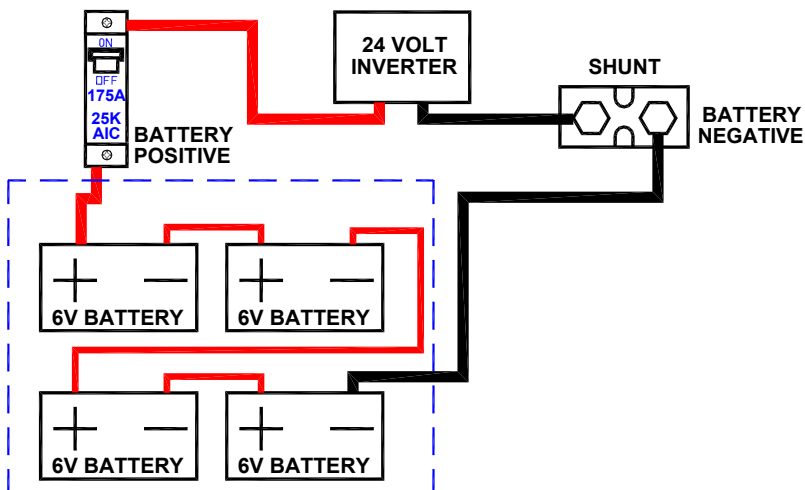 ON
OFF
175A
25K
AIC
BATTERY
POSITIVE
24 VOLT
INVERTER
SHUNT
BATTERY
NEGATIVE
+ −
6V BATTERY
+ −
6V BATTERY
+ −
6V BATTERY
+ −
6V BATTERY